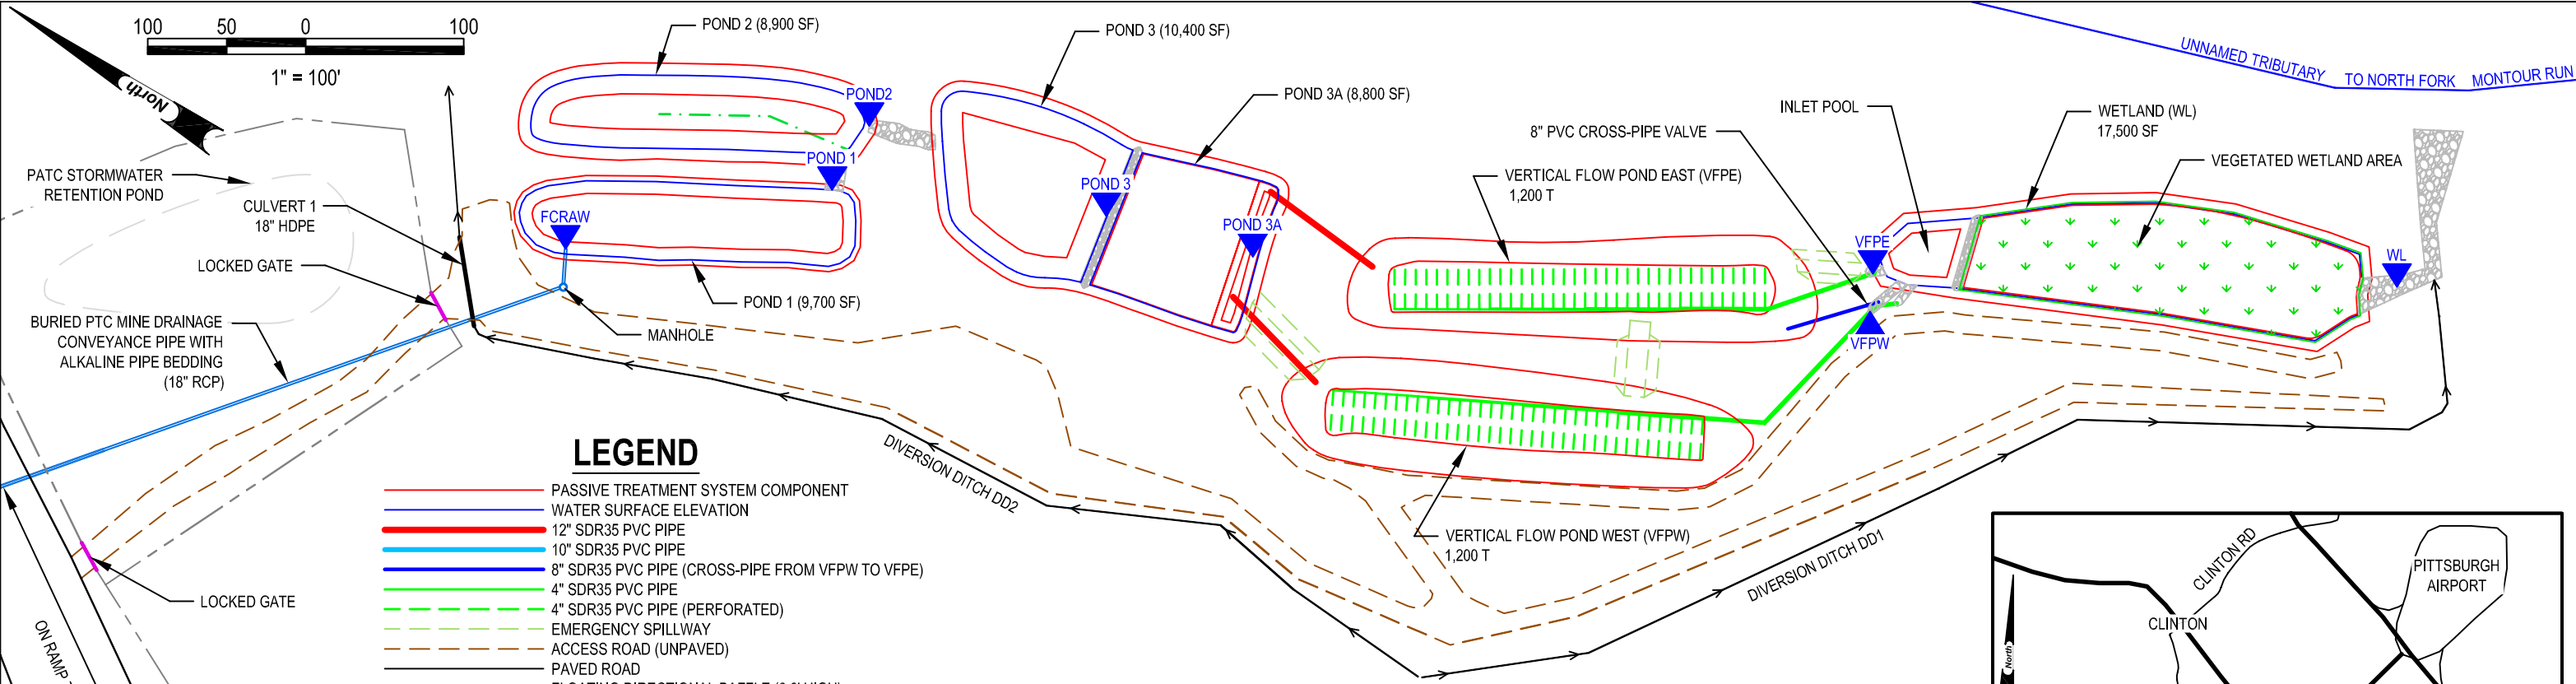 100 50 0 100
1" = 100'
North
POND 2 (8,900 SF)
POND 3 (10,400 SF)
POND 3A (8,800 SF)
UNNAMED TRIBUTARY TO NORTH FORK MONTOUR RUN
INLET POOL
WETLAND (WL)
17,500 SF
8" PVC CROSS-PIPE VALVE
VEGETATED WETLAND AREA
VERTICAL FLOW POND EAST (VFPE)
1,200 T
PATC STORMWATER
RETENTION POND
CULVERT 1
18" HDPE
LOCKED GATE
BURIED PTC MINE DRAINAGE
CONVEYANCE PIPE WITH
ALKALINE PIPE BEDDING
(18" RCP)
POND2
POND 1
FCRAW
POND 3
POND 3A
VFPE
VFPW
WL
POND 1 (9,700 SF)
MANHOLE
LOCKED GATE
ON RAMP
DIVERSION DITCH DD2
VERTICAL FLOW POND WEST (VFPW)
1,200 T
DIVERSION DITCH DD1
LEGEND
PASSIVE TREATMENT SYSTEM COMPONENT
WATER SURFACE ELEVATION
12" SDR35 PVC PIPE
10" SDR35 PVC PIPE
8" SDR35 PVC PIPE (CROSS-PIPE FROM VFPW TO VFPE)
4" SDR35 PVC PIPE
4" SDR35 PVC PIPE (PERFORATED)
EMERGENCY SPILLWAY
ACCESS ROAD (UNPAVED)
PAVED ROAD
CLINTON RD
PITTSBURGH
AIRPORT
CLINTON
North